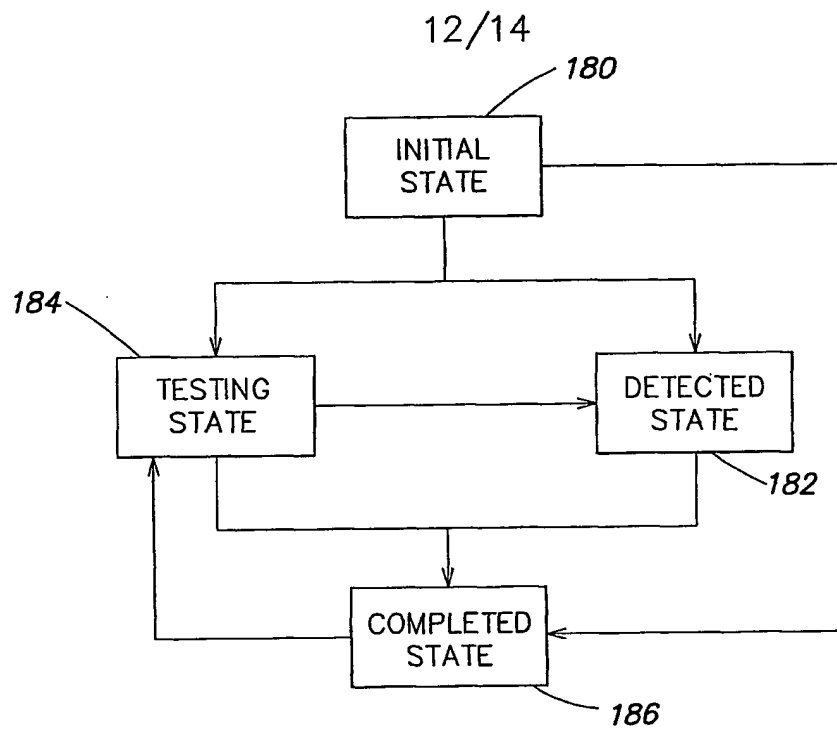 12/14
180
INITIAL
STATE
184
TESTING
STATE
DETECTED
STATE
182
COMPLETED
STATE
186